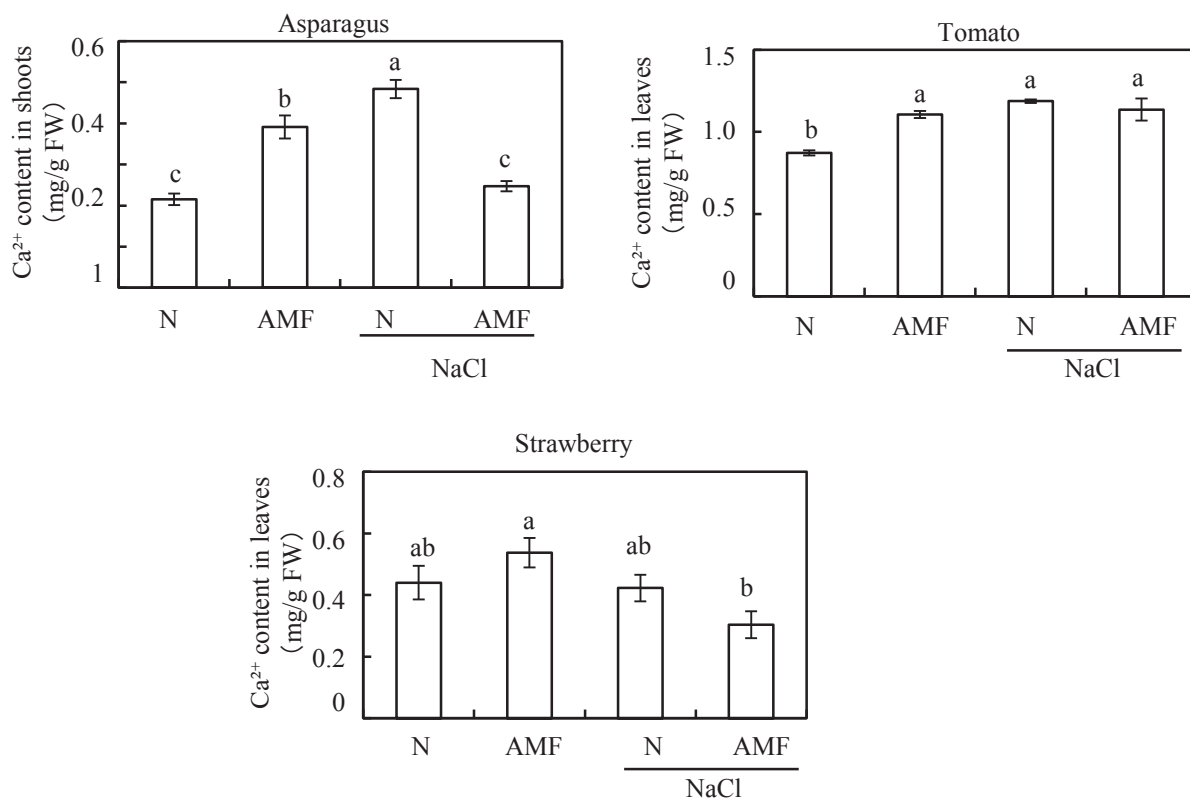 Asparagus
Ca²⁺ content in shoots
(mg/g FW)
0.6
0.4
0.2
1
c
b
a
c
N AMF N AMF
NaCl
Tomato
Ca²⁺ content in leaves
(mg/g FW)
1.5
1.0
0.5
0
b
a
a
a
N AMF N AMF
NaCl
Strawberry
Ca²⁺ content in leaves
(mg/g FW)
0.8
0.6
0.4
0.2
0
ab
a
ab
b
N AMF N AMF
NaCl